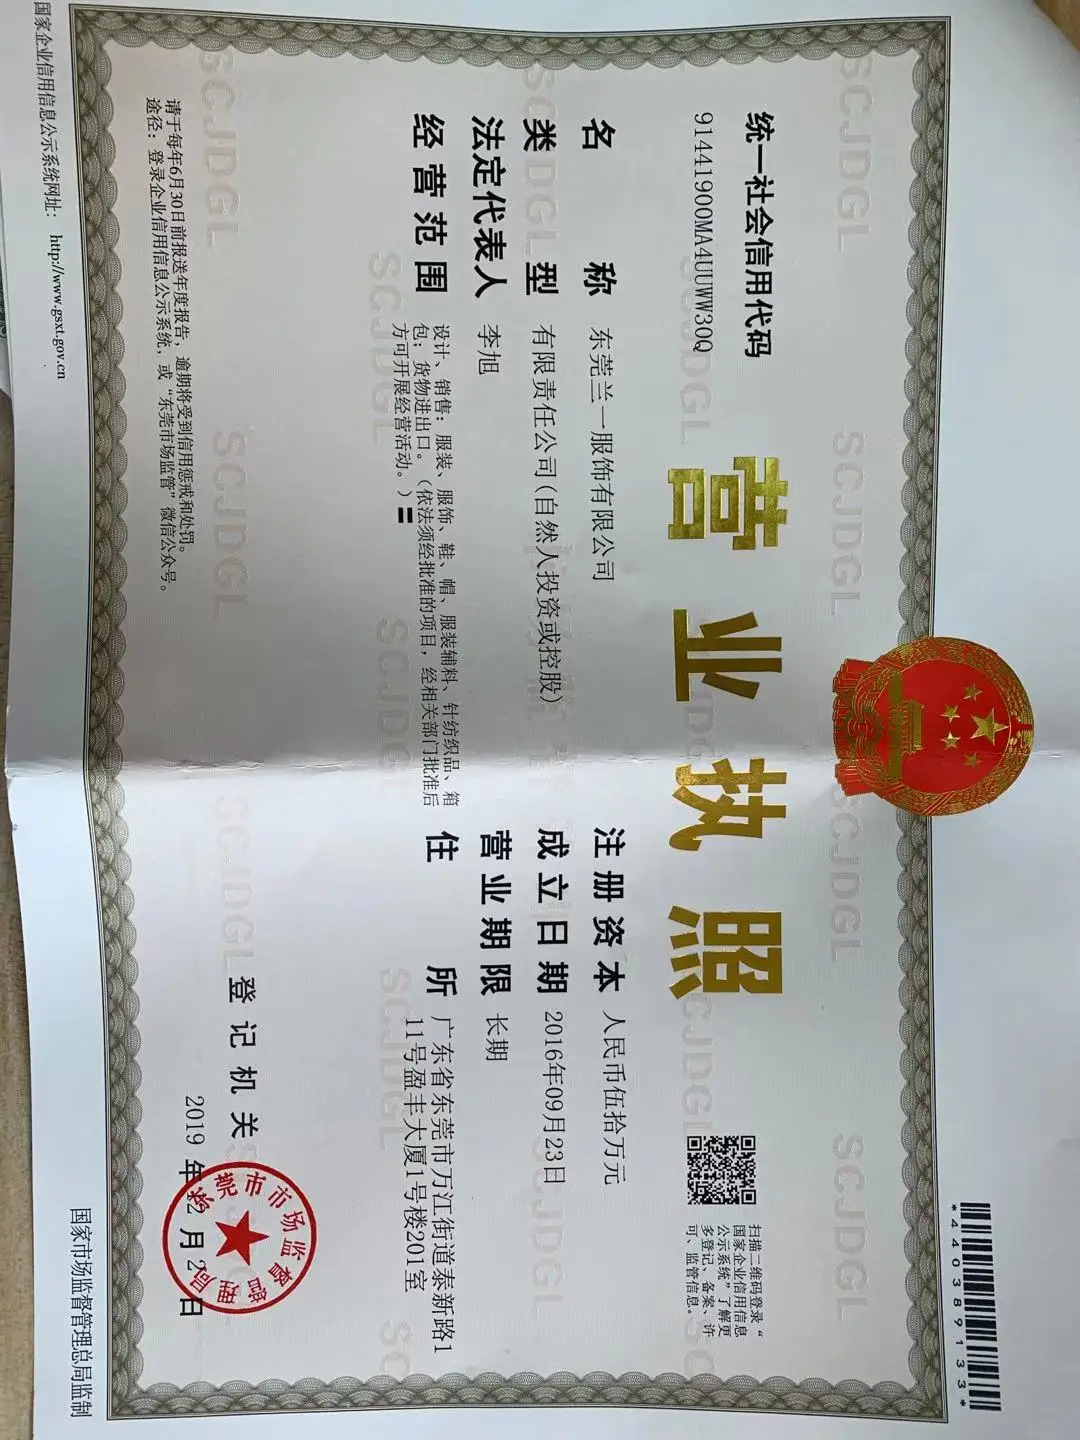 统一社会信用代码
91441900MA4UUWW30Q
营业执照
扫描二维码登录“
国家企业信用信息
公示系统”了解更
多登记、备案、许
可、监管信息。
*440389133*
名称 东莞兰一服饰有限公司
类型 有限责任公司(自然人投资或控股)
法定代表人 李旭
经营范围 设计、销售：服装、服饰、鞋、帽、服装辅料、针纺织品、箱
包；货物进出口。（依法须经批准的项目，经相关部门批准后
方可开展经营活动。）〓
注册资本 人民币伍拾万元
成立日期 2016年09月23日
营业期限 长期
住所 广东省东莞市万江街道泰新路1
11号盈丰大厦1号楼201室
登记机关
东莞市市场监督管理局
2019 年 12 月 2 日
请于每年6月30日前报送年度报告，逾期将受到信用惩戒和处罚。
途径：登录企业信用信息公示系统，或“东莞市场监管”微信公众号。
国家企业信用信息公示系统网址： http://www.gsxt.gov.cn
国家市场监督管理总局监制
SCJDGL